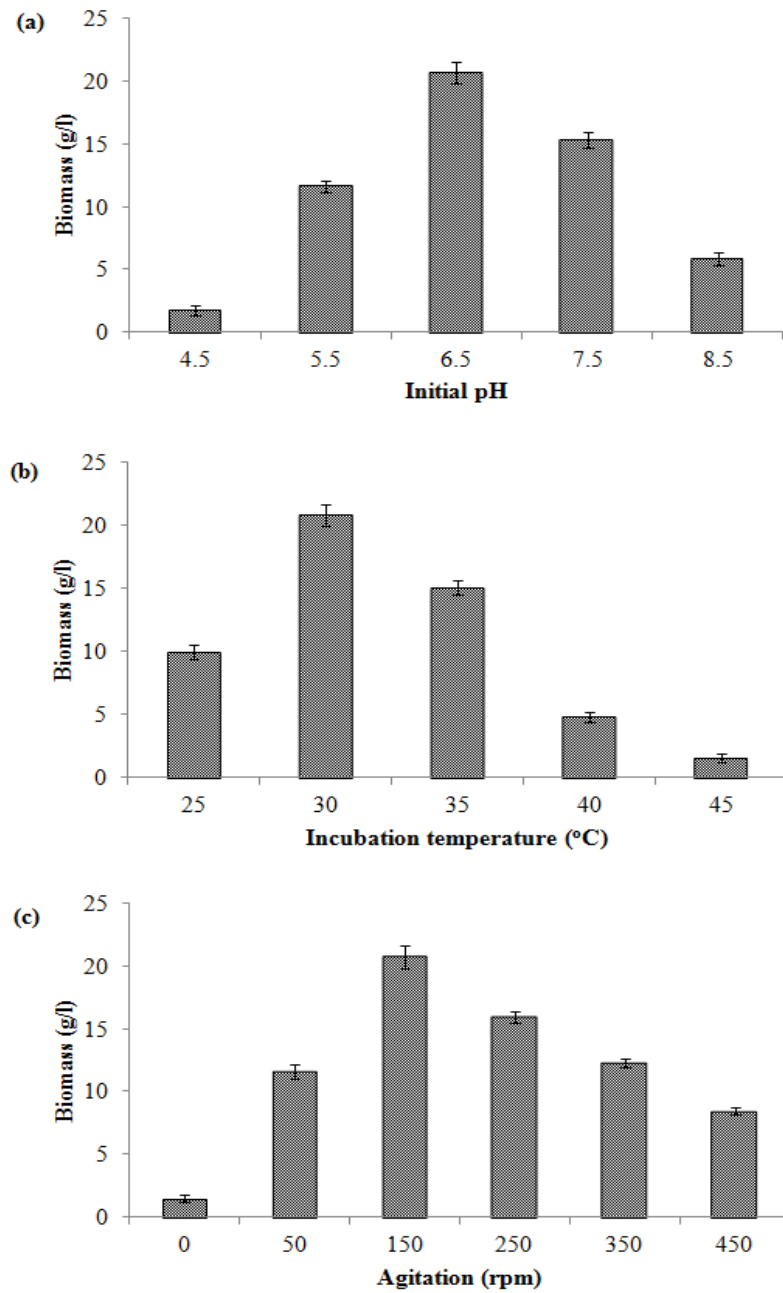 (a)
Biomass (g/l)
25
20
15
10
5
0
4.5 5.5 6.5 7.5 8.5
Initial pH
(b)
Biomass (g/l)
25
20
15
10
5
0
25 30 35 40 45
Incubation temperature (°C)
(c)
Biomass (g/l)
25
20
15
10
5
0
0 50 150 250 350 450
Agitation (rpm)